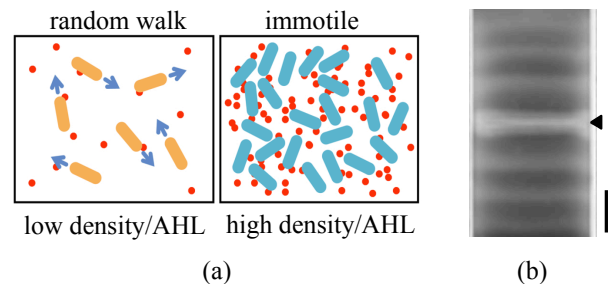 random walk
immotile
low density/AHL
high density/AHL
(a)
(b)